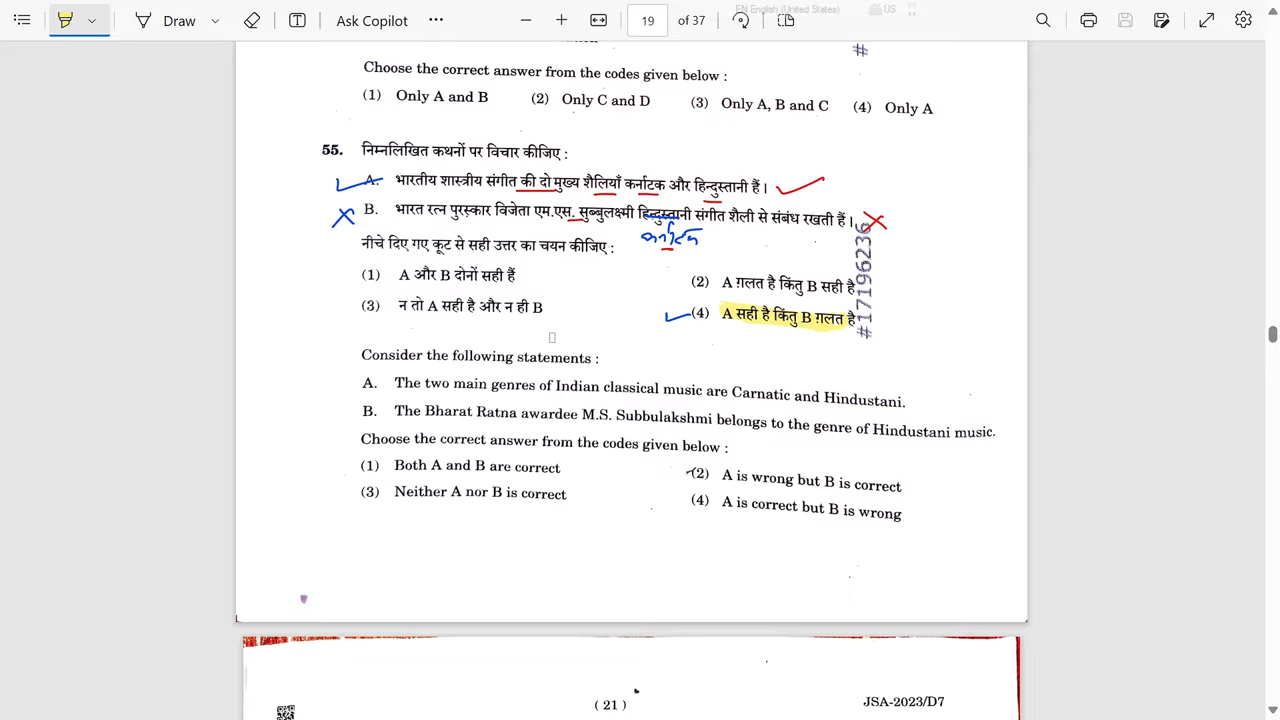 Draw
Ask Copilot
19 of 37
EN English (United States)
US
#
Choose the correct answer from the codes given below :
(1) Only A and B (2) Only C and D (3) Only A, B and C (4) Only A
55. निम्नलिखित कथनों पर विचार कीजिए :
A. भारतीय शास्त्रीय संगीत की दो मुख्य शैलियाँ कर्नाटक और हिन्दुस्तानी हैं।
B. भारत रत्न पुरस्कार विजेता एम.एस. सुब्बुलक्ष्मी हिन्दुस्तानी संगीत शैली से संबंध रखती हैं।
कर्नाटक
नीचे दिए गए कूट से सही उत्तर का चयन कीजिए :
(1) A और B दोनों सही हैं (2) A ग़लत है किंतु B सही है
(3) न तो A सही है और न ही B (4) A सही है किंतु B ग़लत है
#17196236
Consider the following statements :
A. The two main genres of Indian classical music are Carnatic and Hindustani.
B. The Bharat Ratna awardee M.S. Subbulakshmi belongs to the genre of Hindustani music.
Choose the correct answer from the codes given below :
(1) Both A and B are correct (2) A is wrong but B is correct
(3) Neither A nor B is correct (4) A is correct but B is wrong
( 21 ) JSA-2023/D7